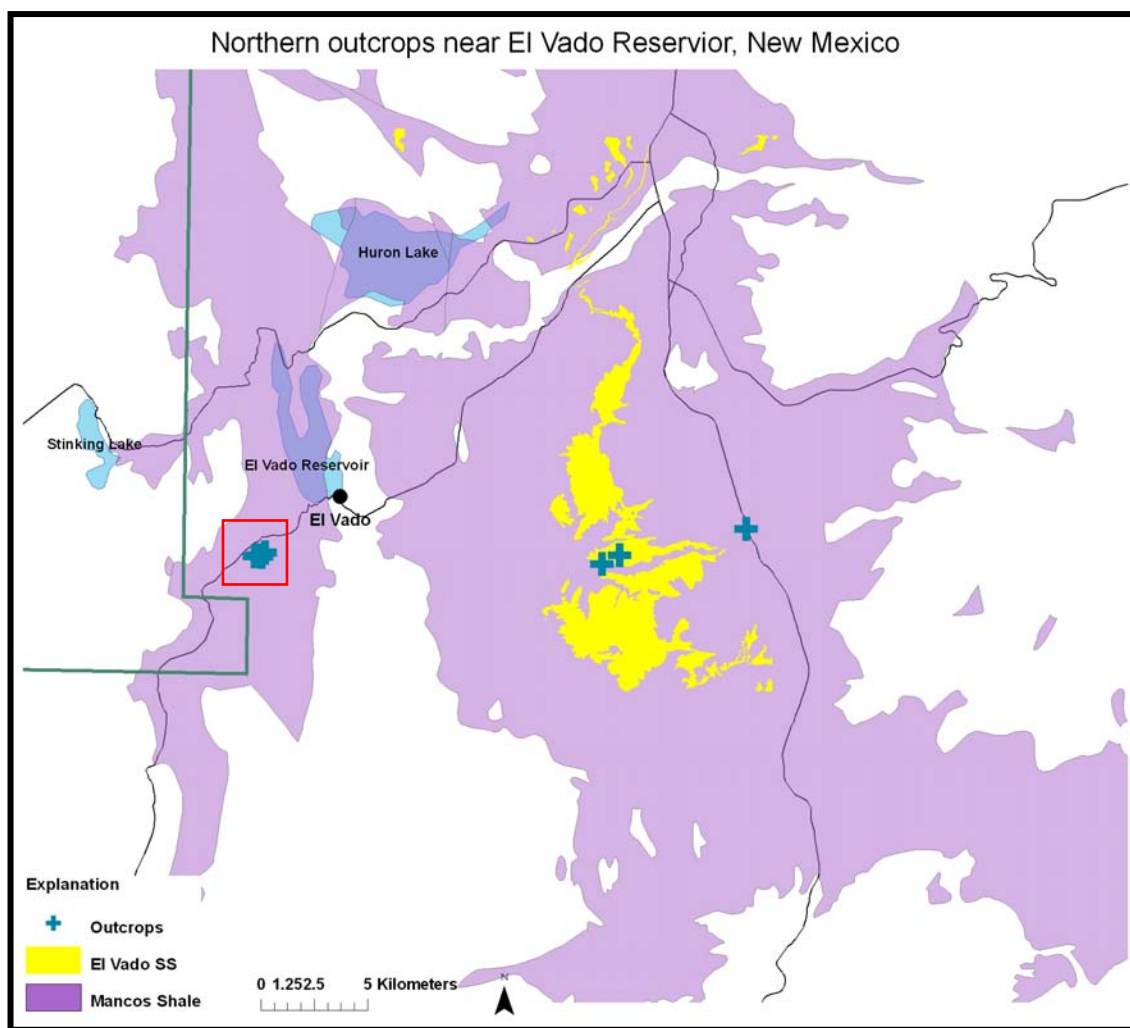 Northern outcrops near El Vado Reservior, New Mexico
Huron Lake
Stinking Lake
El Vado Reservoir
El Vado
Explanation
Outcrops
El Vado SS
Mancos Shale
0 1.252.5 5 Kilometers
N